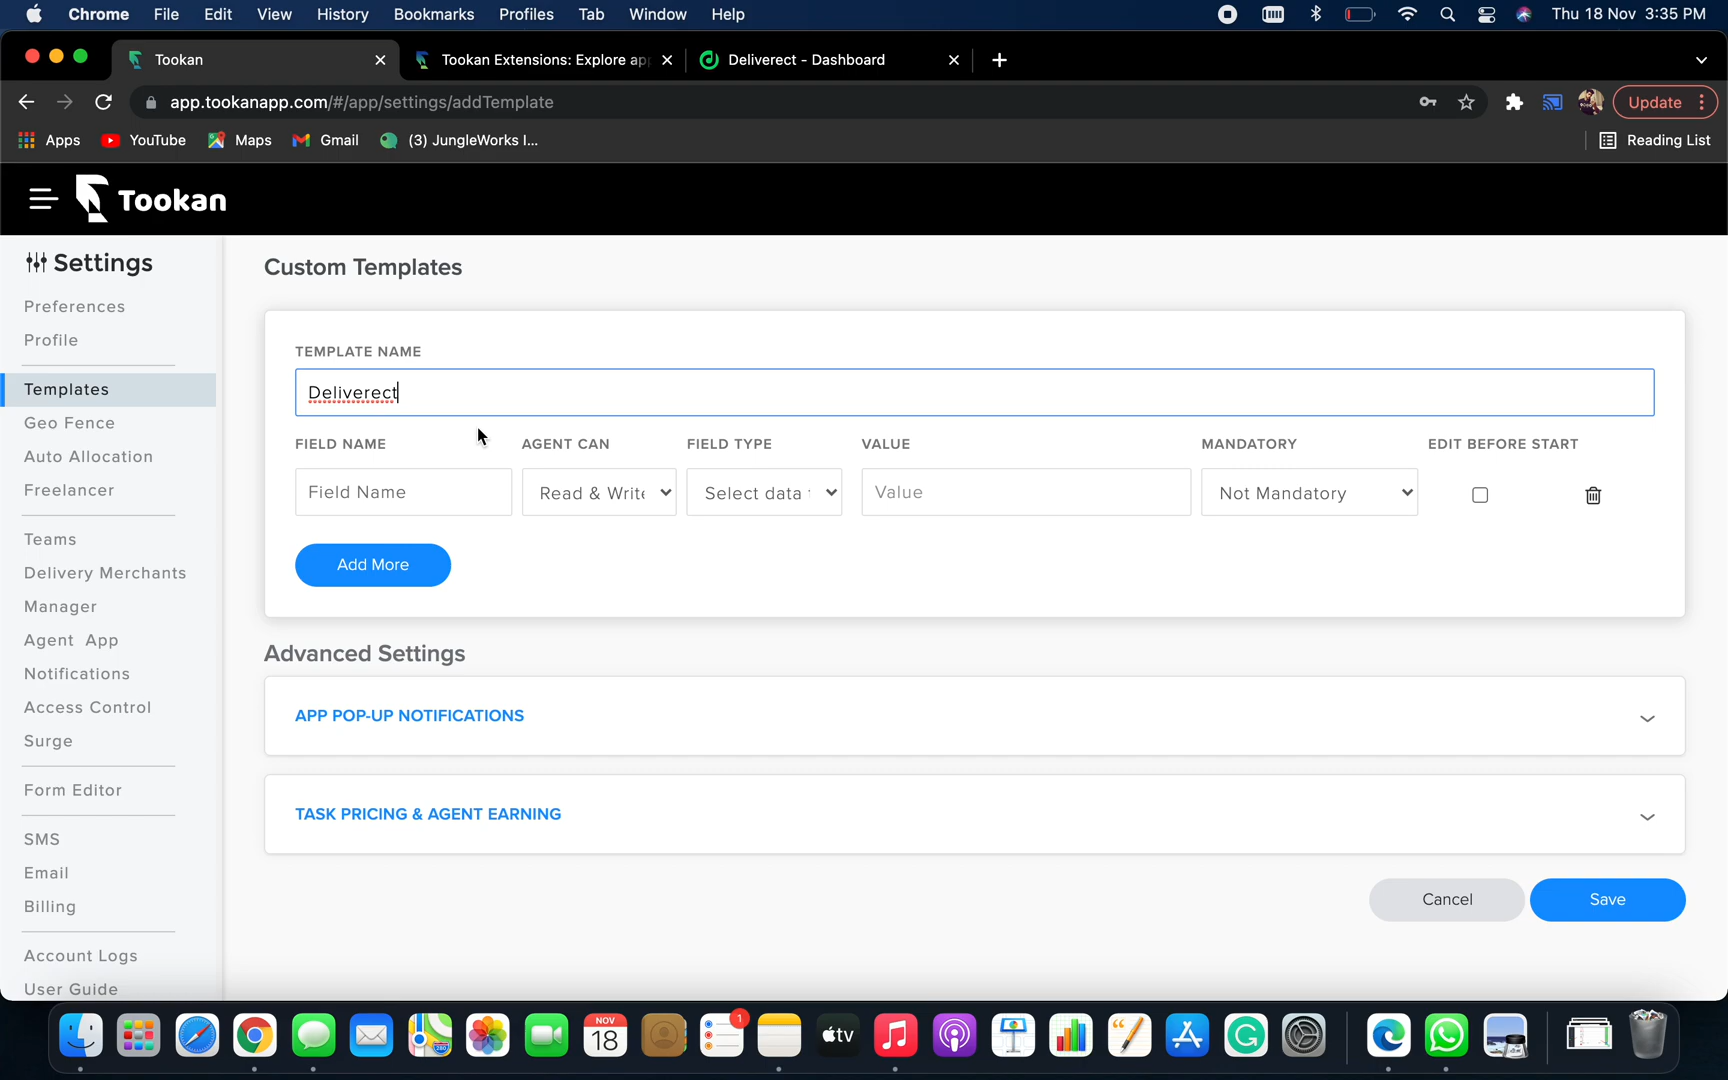 Chrome File Edit View History Bookmarks Profiles Tab Window Help Thu 18 Nov 3:35 PM
Tookan Tookan Extensions: Explore ap Deliverect - Dashboard
app.tookanapp.com/#/app/settings/addTemplate Update
Apps YouTube Maps Gmail (3) JungleWorks I... Reading List
Tookan
Settings
Preferences
Profile
Templates
Geo Fence
Auto Allocation
Freelancer
Teams
Delivery Merchants
Manager
Agent App
Notifications
Access Control
Surge
Form Editor
SMS
Email
Billing
Account Logs
User Guide
Custom Templates
TEMPLATE NAME
Deliverect
FIELD NAME AGENT CAN FIELD TYPE VALUE MANDATORY EDIT BEFORE START
Field Name Read & Write Select data Value Not Mandatory
Add More
Advanced Settings
APP POP-UP NOTIFICATIONS
TASK PRICING & AGENT EARNING
Cancel Save
NOV
18
1
tv